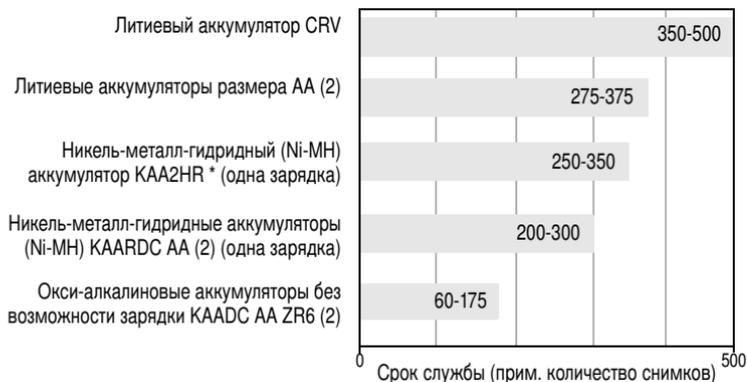 Литиевый аккумулятор CRV
350-500
Литиевые аккумуляторы размера AA (2)
275-375
Никель-металл-гидридный (Ni-MH)
аккумулятор KAA2HR * (одна зарядка)
250-350
Никель-металл-гидридные аккумуляторы
(Ni-MH) KAARDC AA (2) (одна зарядка)
200-300
Окси-алкалиновые аккумуляторы без
возможности зарядки KAADC AA ZR6 (2)
60-175
0
500
Срок службы (прим. количество снимков)